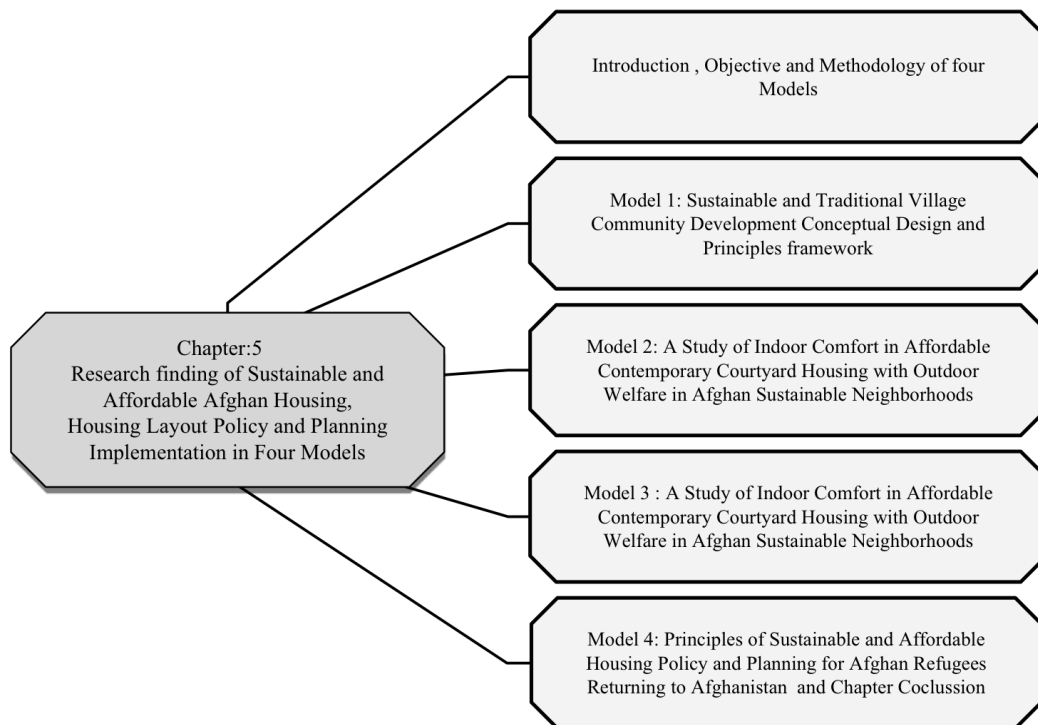 Introduction , Objective and Methodology of four
Models
Model 1: Sustainable and Traditional Village
Community Development Conceptual Design and
Principles framework
Chapter:5
Research finding of Sustainable and
Affordable Afghan Housing,
Housing Layout Policy and Planning
Implementation in Four Models
Model 2: A Study of Indoor Comfort in Affordable
Contemporary Courtyard Housing with Outdoor
Welfare in Afghan Sustainable Neighborhoods
Model 3 : A Study of Indoor Comfort in Affordable
Contemporary Courtyard Housing with Outdoor
Welfare in Afghan Sustainable Neighborhoods
Model 4: Principles of Sustainable and Affordable
Housing Policy and Planning for Afghan Refugees
Returning to Afghanistan  and Chapter Coclussion